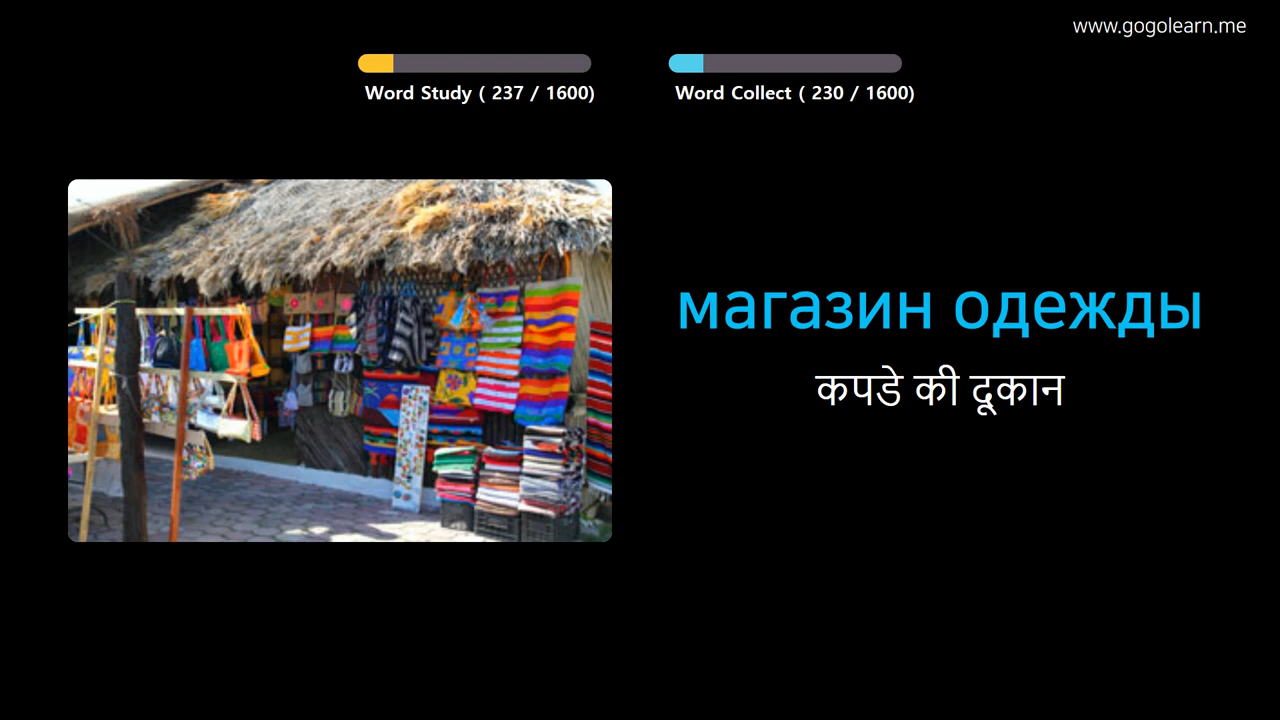 www.gogolearn.me
Word Study ( 237 / 1600)
Word Collect ( 230 / 1600)
магазин одежды
कपडे की दूकान